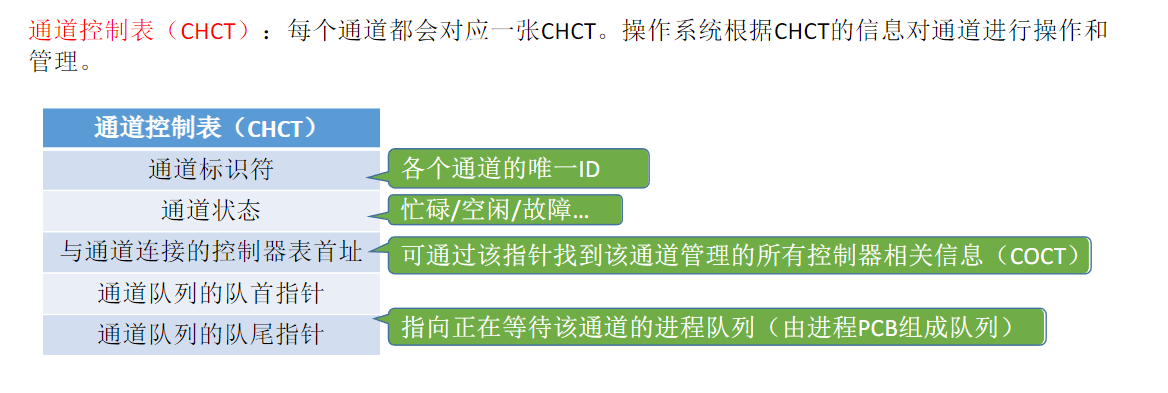 通道控制表（CHCT）：每个通道都会对应一张CHCT。操作系统根据CHCT的信息对通道进行操作和
管理。
通道控制表（CHCT）
通道标识符
各个通道的唯一ID
通道状态
忙碌/空闲/故障...
与通道连接的控制器表首址
可通过该指针找到该通道管理的所有控制器相关信息（COCT）
通道队列的队首指针
通道队列的队尾指针
指向正在等待该通道的进程队列（由进程PCB组成队列）